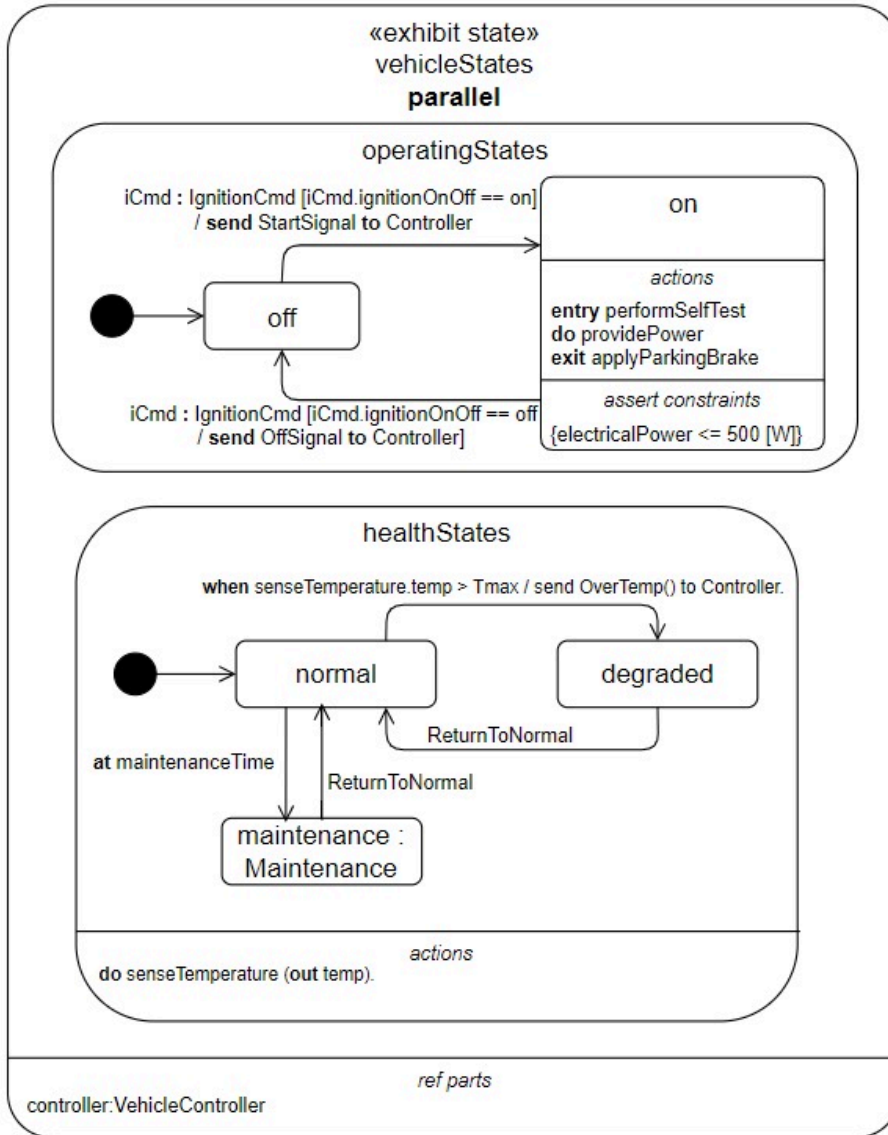 «exhibit state»
vehicleStates
parallel
operatingStates
iCmd : IgnitionCmd [iCmd.ignitionOnOff == on]
/ send StartSignal to Controller
on
actions
entry performSelfTest
do providePower
exit applyParkingBrake
off
iCmd : IgnitionCmd [iCmd.ignitionOnOff == off
/ send OffSignal to Controller]
assert constraints
{electricalPower <= 500 [W]}
healthStates
when senseTemperature.temp > Tmax / send OverTemp() to Controller.
normal
degraded
ReturnToNormal
at maintenanceTime
ReturnToNormal
maintenance :
Maintenance
actions
do senseTemperature (out temp).
ref parts
controller:VehicleController